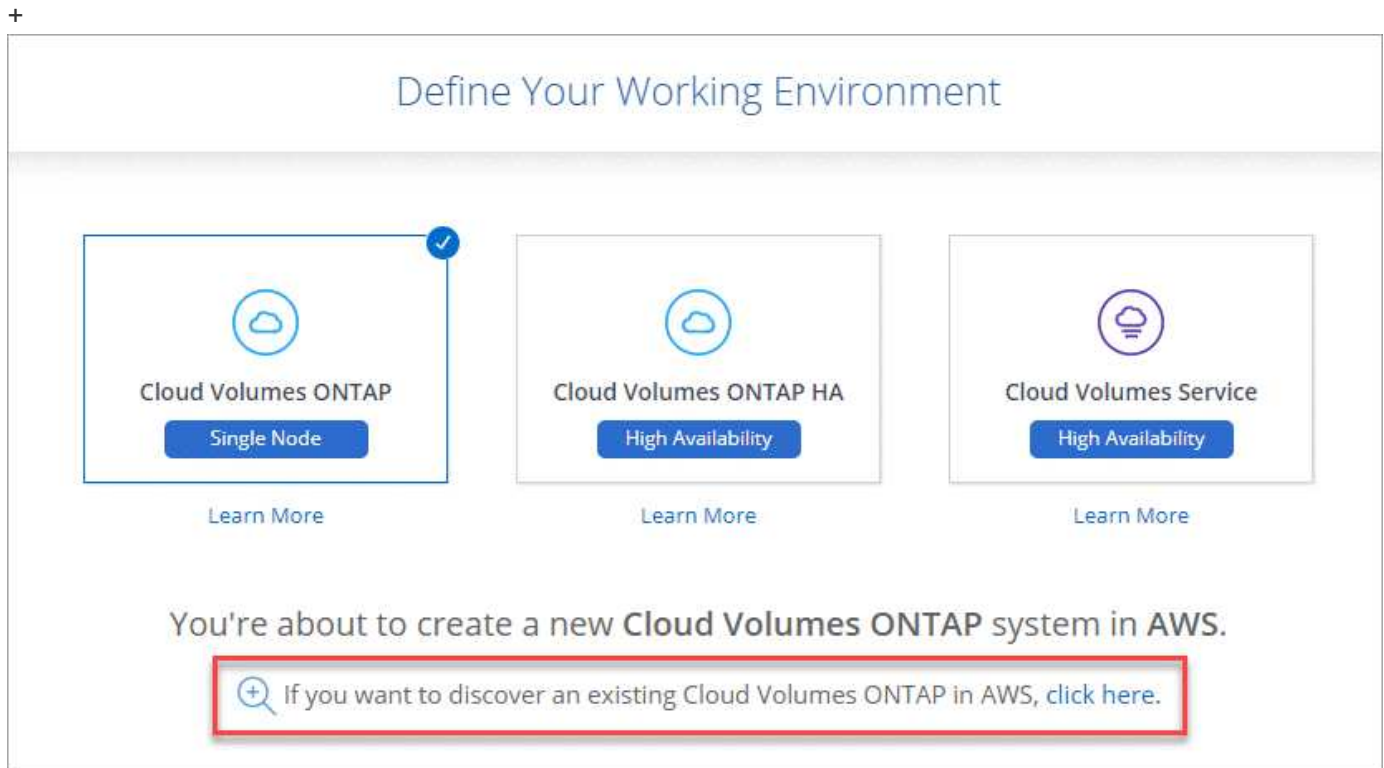 +
Define Your Working Environment
Cloud Volumes ONTAP
Single Node
Learn More
Cloud Volumes ONTAP HA
High Availability
Learn More
Cloud Volumes Service
High Availability
Learn More
You're about to create a new Cloud Volumes ONTAP system in AWS.
If you want to discover an existing Cloud Volumes ONTAP in AWS, click here.